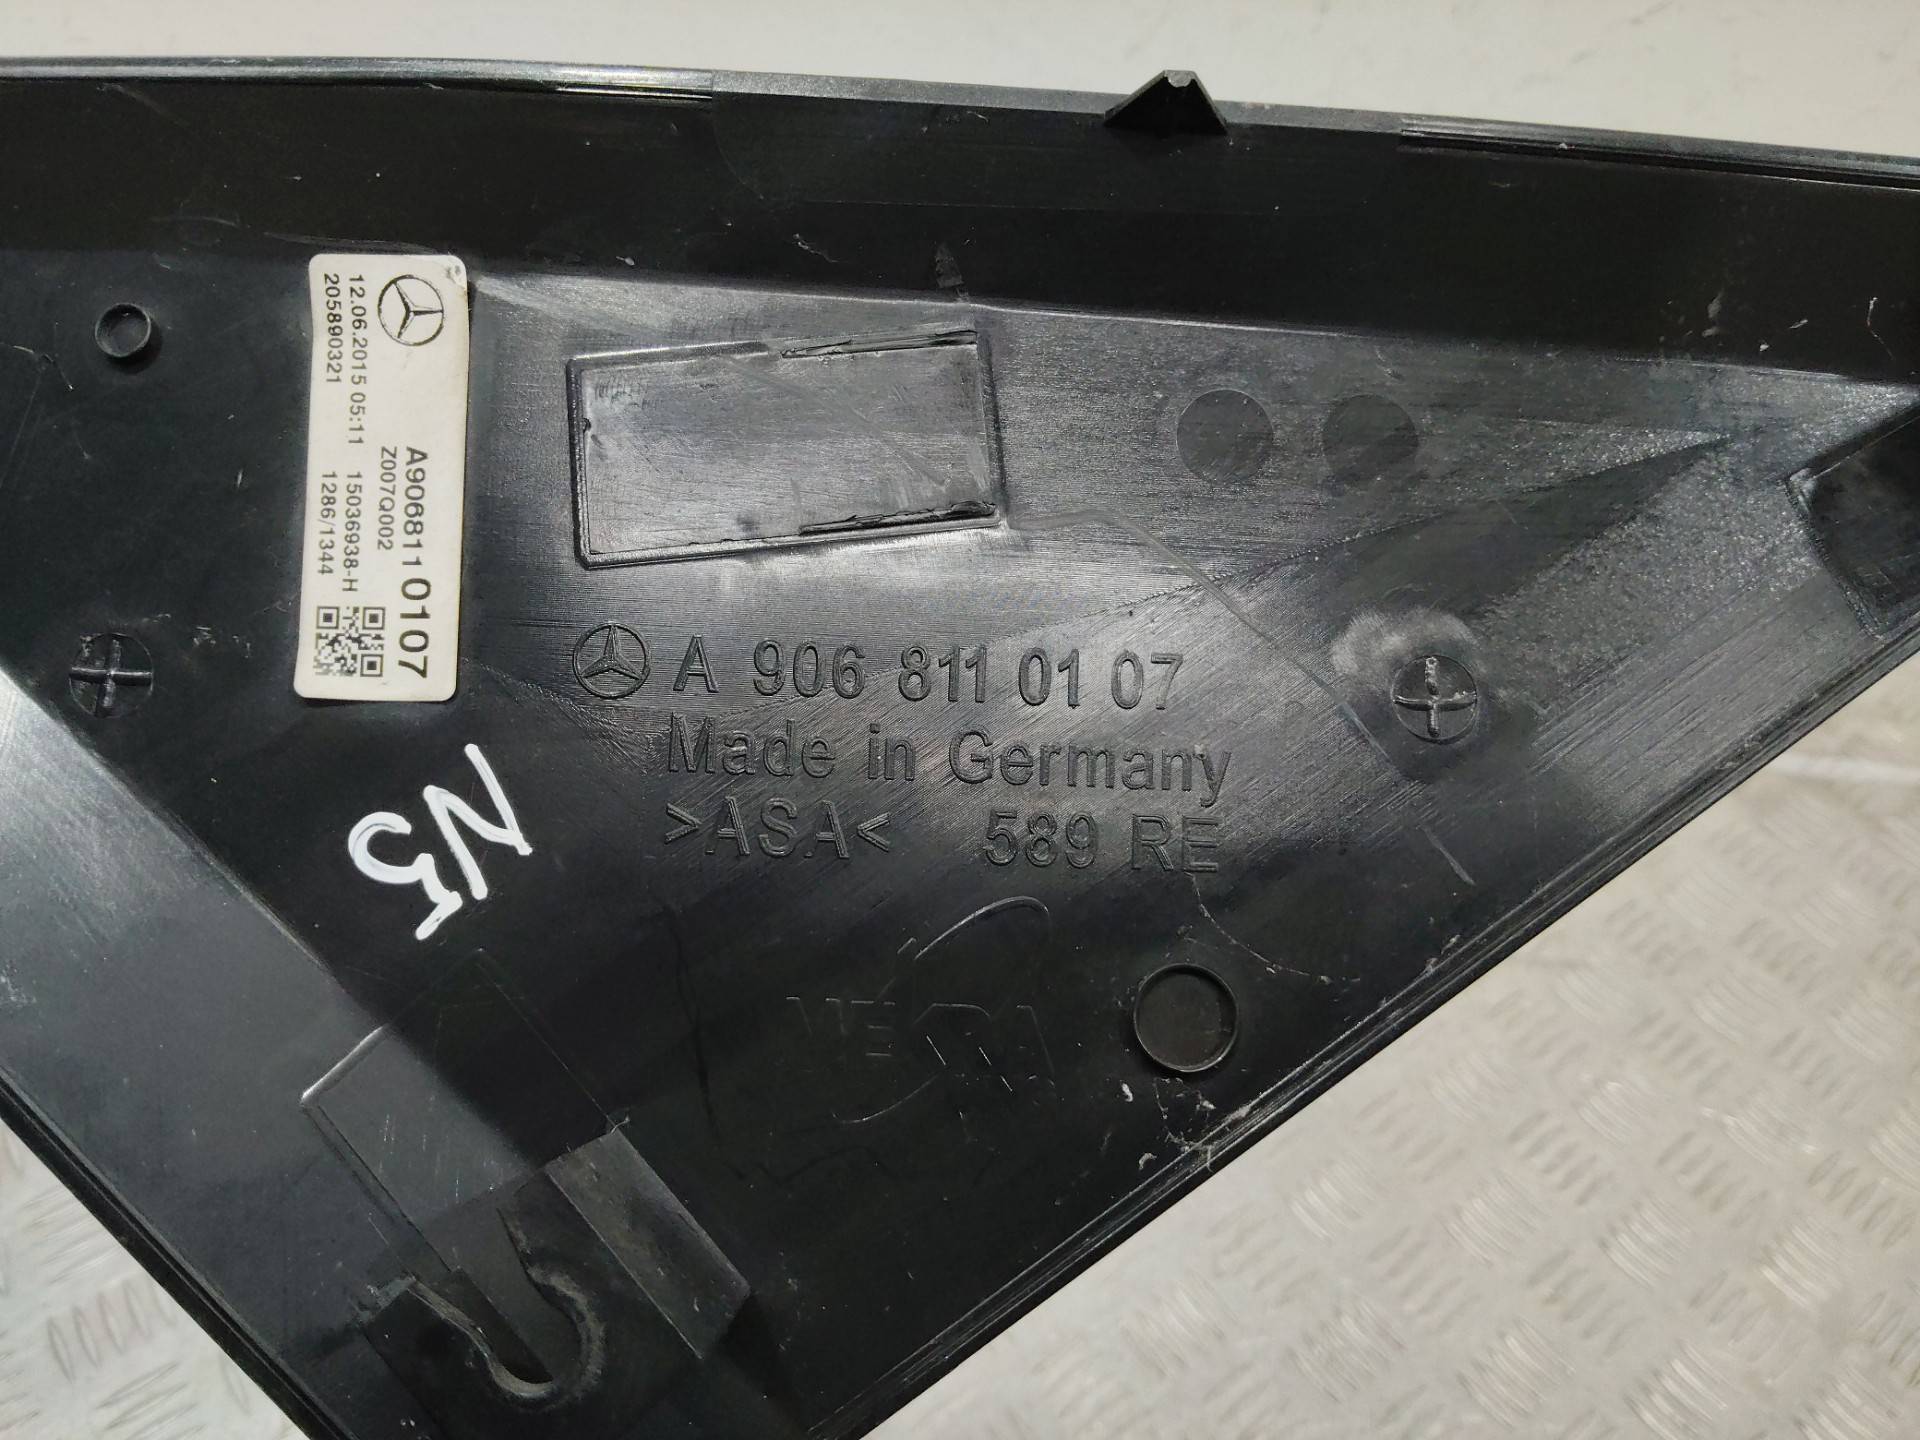 A9068110107
Z007Q002
12.06.2015 05:11 15036938-H
205890321 1286/1344
A 906 811 01 07
Made in Germany
>ASA< 589 RE
N5